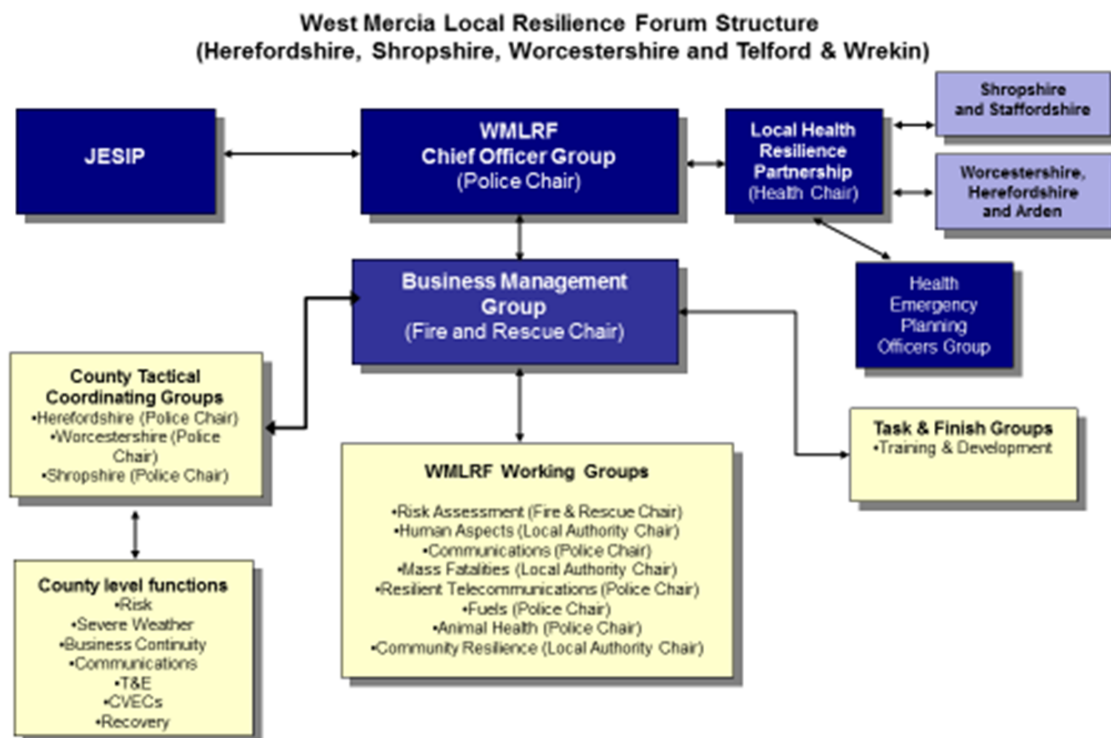 West Mercia Local Resilience Forum Structure
(Herefordshire, Shropshire, Worcestershire and Telford & Wrekin)
JESIP
WMLRF
Chief Officer Group
(Police Chair)
Local Health
Resilience
Partnership
(Health Chair)
Shropshire
and Staffordshire
Worcestershire,
Herefordshire
and Arden
Business Management
Group
(Fire and Rescue Chair)
Health
Emergency
Planning
Officers Group
County Tactical
Coordinating Groups
•Herefordshire (Police Chair)
•Worcestershire (Police
Chair)
•Shropshire (Police Chair)
Task & Finish Groups
•Training & Development
WMLRF Working Groups
•Risk Assessment (Fire & Rescue Chair)
•Human Aspects (Local Authority Chair)
•Communications (Police Chair)
•Mass Fatalities (Local Authority Chair)
•Resilient Telecommunications (Police Chair)
•Fuels (Police Chair)
•Animal Health (Police Chair)
•Community Resilience (Local Authority Chair)
County level functions
•Risk
•Severe Weather
•Business Continuity
•Communications
•T&E
•CVECs
•Recovery